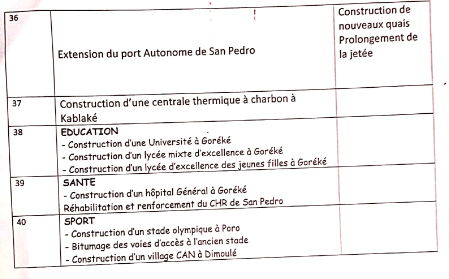 36
Extension du port Autonome de San Pedro
Construction de
nouveaux quais
Prolongement de
la jetée
37
Construction d'une centrale thermique à charbon à
Kablaké
38
EDUCATION
- Construction d'une Université à Goréké
- Construction d'un lycée mixte d'excellence à Goréké
- Construction d'un lycée d'excellence des jeunes filles à Goréké
39
SANTE
- Construction d'un hôpital Général à Goréké
Réhabilitation et renforcement du CHR de San Pedro
40
SPORT
- Construction d'un stade olympique à Poro
- Bitumage des voies d'accès à l'ancien stade
- Construction d'un village CAN à Dimoulé